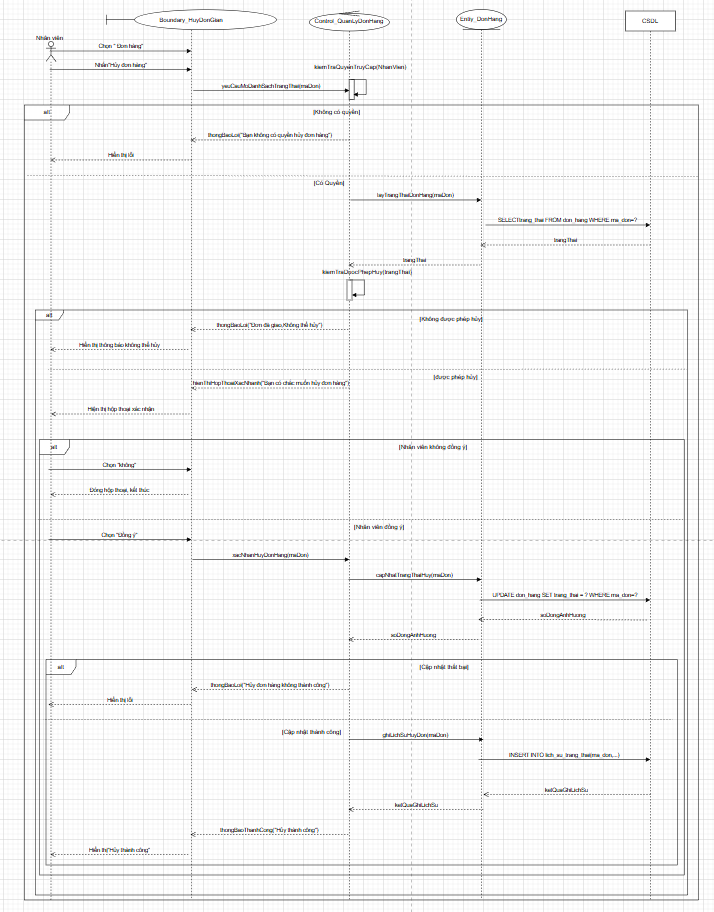 Boundary_HuyDonGian
Control_QuanLyDonHang
Entiy_DonHang
CSDL
Nhân viên
Chọn " Đơn hàng"
Nhấn"Hủy đơn hàng"
kiemTraQuyenTruyCap(NhanVien)
yeuCauMoDanhSachTrangThai(maDon)
alt
[Không có quyền]
thongBaoLoi("Bạn không có quyền hủy đơn hàng")
Hiển thị lỗi
[Có Quyền]
layTrangThaiDonHang(maDon)
SELECTtrang_thai FROM don_hang WHERE ma_don=?
trangThai
trangThai
kiemTraDuocPhepHuy(trangThai)
alt
[Không được phép hủy]
thongBaoLoi("Đơn đã giao,Không thể hủy")
Hiển thị thông báo không thể hủy
[được phép hủy]
hienThiHopThoaiXacNhanh("Bạn có chắc muốn hủy đơn hàng")
Hiện thị hộp thoại xác nhận
alt
[Nhân viên không đồng ý]
Chọn "không"
Đóng hộp thoại, kết thúc
[Nhân viên đồng ý]
Chọn "Đồng ý"
xacNhanHuyDonHang(maDon)
capNhatTrangThaiHuy(maDon)
UPDATE don_hang SET trang_thai = ? WHERE ma_don=?
soDongAnhHuong
soDongAnhHuong
alt
[Cập nhật thất bại]
thongBaoLoi("Hủy đơn hàng không thành công")
Hiển thị lỗi
[Cập nhật thành công]
ghiLichSuHuyDon(maDon)
INSERT INTO lich_su_trang_thai(ma_don,...)
ketQuaGhiLichSu
ketQuaGhiLichSu
thongBaoThanhCong("Hủy thành công")
Hiển thị"Hủy thành công"